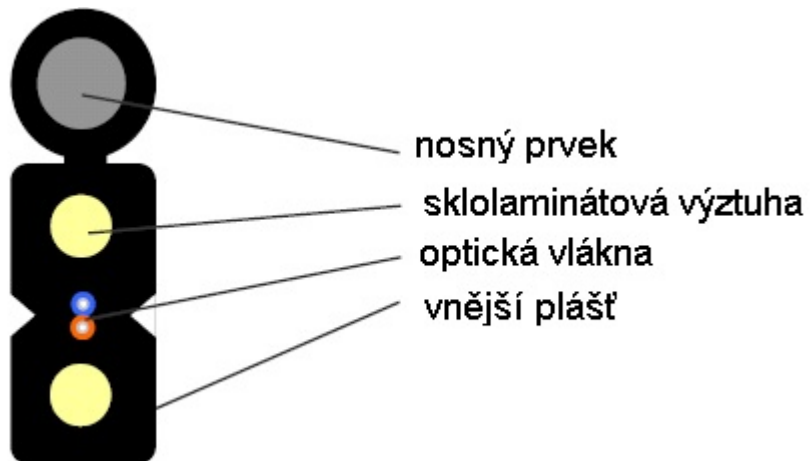 nosný prvek
sklolaminátová výztuha
optická vlákna
vnější plášť